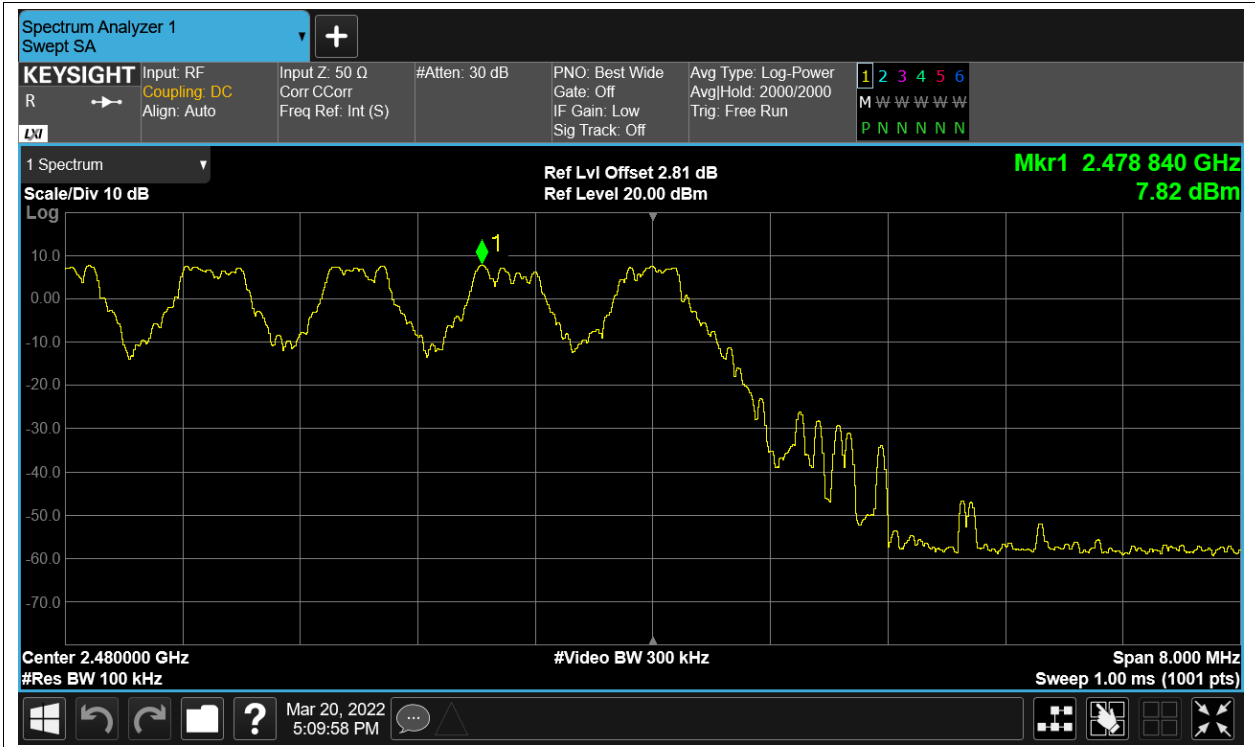 Spectrum Analyzer 1
Swept SA
KEYSIGHT
R
LXI
Input: RF
Coupling: DC
Align: Auto
Input Z: 50 Ω
Corr CCorr
Freq Ref: Int (S)
#Atten: 30 dB
PNO: Best Wide
Gate: Off
IF Gain: Low
Sig Track: Off
Avg Type: Log-Power
Avg|Hold: 2000/2000
Trig: Free Run
1 2 3 4 5 6
M W W W W W
P N N N N N
1 Spectrum
Scale/Div 10 dB
Log
Ref Lvl Offset 2.81 dB
Ref Level 20.00 dBm
Mkr1 2.478 840 GHz
7.82 dBm
1
10.0
0.00
-10.0
-20.0
-30.0
-40.0
-50.0
-60.0
-70.0
Center 2.480000 GHz
#Res BW 100 kHz
#Video BW 300 kHz
Span 8.000 MHz
Sweep 1.00 ms (1001 pts)
?
Mar 20, 2022
5:09:58 PM